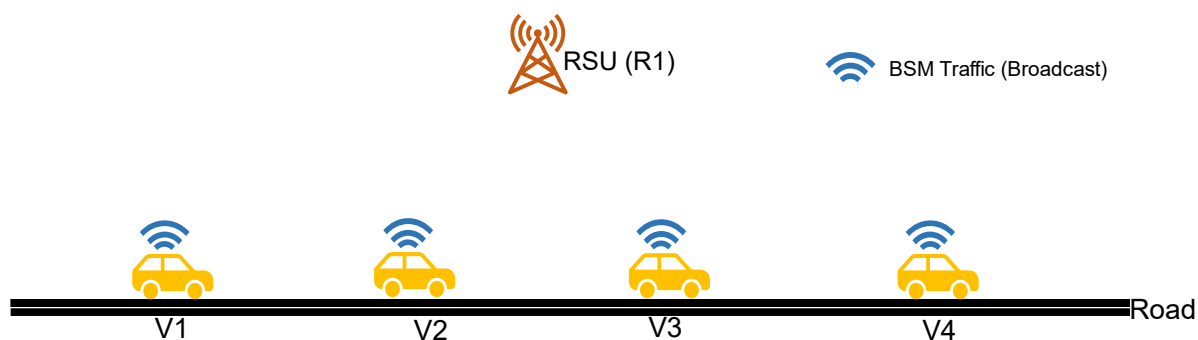 RSU (R1)
BSM Traffic (Broadcast)
Road
V1
V2
V3
V4